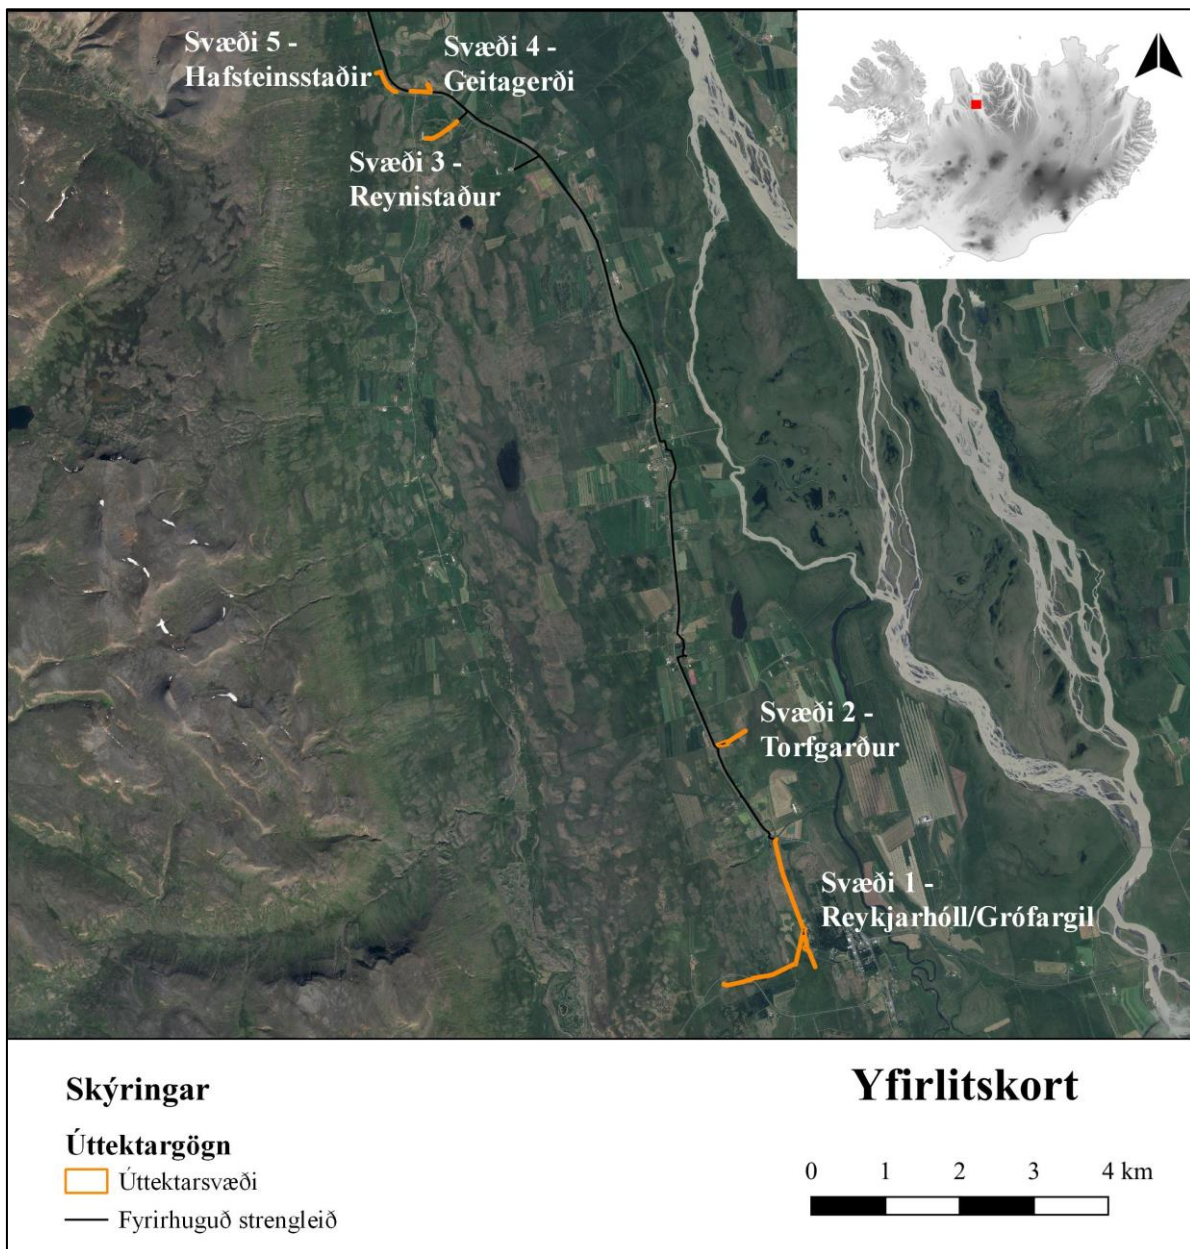 Svæði 5 -
Hafsteinsstaðir
Svæði 4 -
Geitagerði
Svæði 3 -
Reynistaður
Svæði 2 -
Torfgarður
Svæði 1 -
Reykjarhóll/Grófargil
Skýringar
Úttektargögn
Úttektarsvæði
Fyrirhuguð strengleið
Yfirlitskort
0 1 2 3 4 km